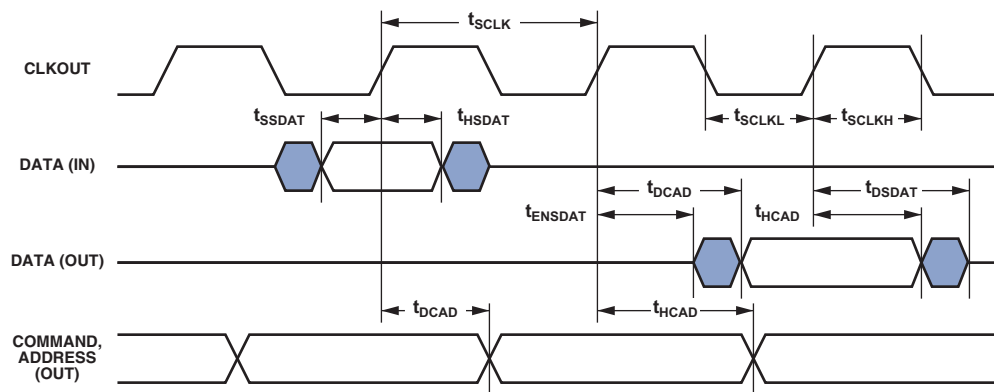 tSCLK
CLKOUT
tSSDAT
tHSDAT
tSCLKL
tSCLKH
DATA (IN)
tDCAD
tDSDAT
tENSDAT
tHCAD
DATA (OUT)
tDCAD
tHCAD
COMMAND,
ADDRESS
(OUT)